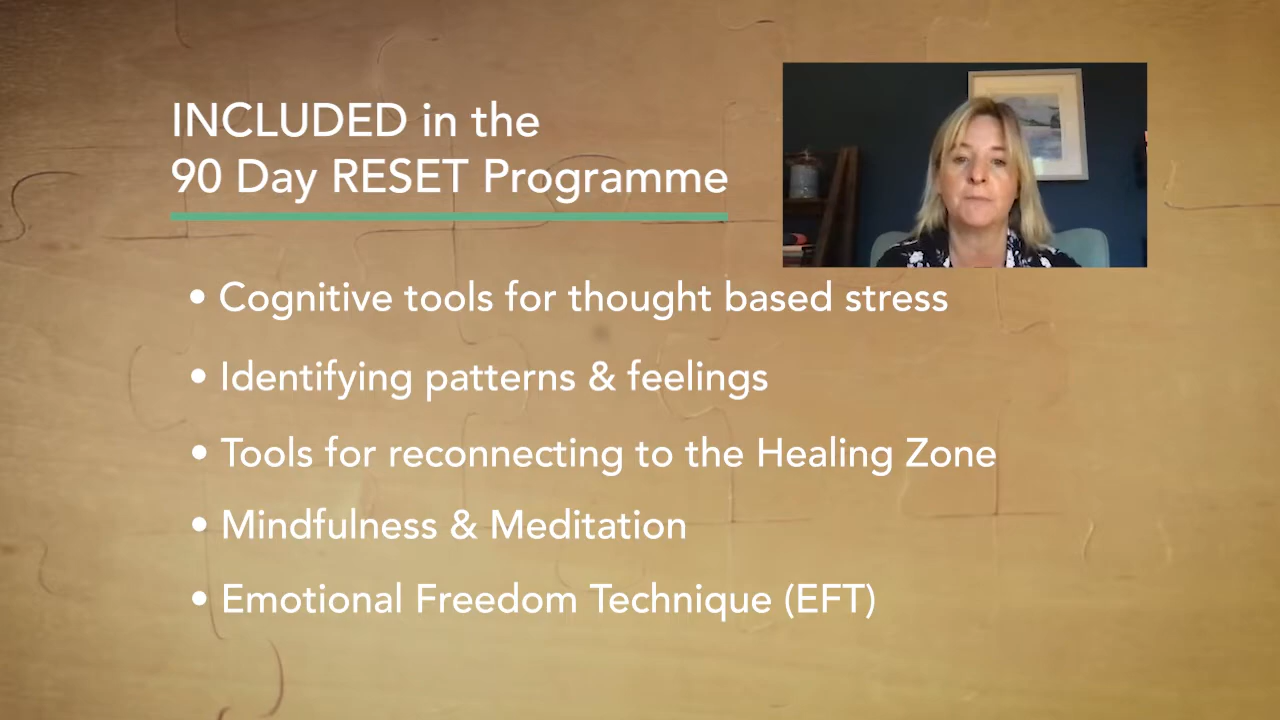 INCLUDED in the
90 Day RESET Programme
• Cognitive tools for thought based stress
• Identifying patterns & feelings
• Tools for reconnecting to the Healing Zone
• Mindfulness & Meditation
• Emotional Freedom Technique (EFT)